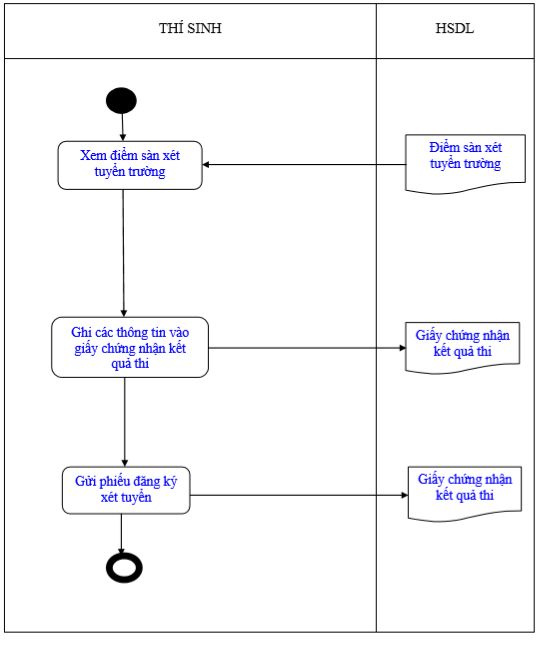 THÍ SINH
HSDL
Xem điểm sàn xét
tuyển trường
Điểm sàn xét
tuyển trường
Ghi các thông tin vào
giấy chứng nhận kết
quả thi
Giấy chứng nhận
kết quả thi
Gửi phiếu đăng ký
xét tuyển
Giấy chứng nhận
kết quả thi